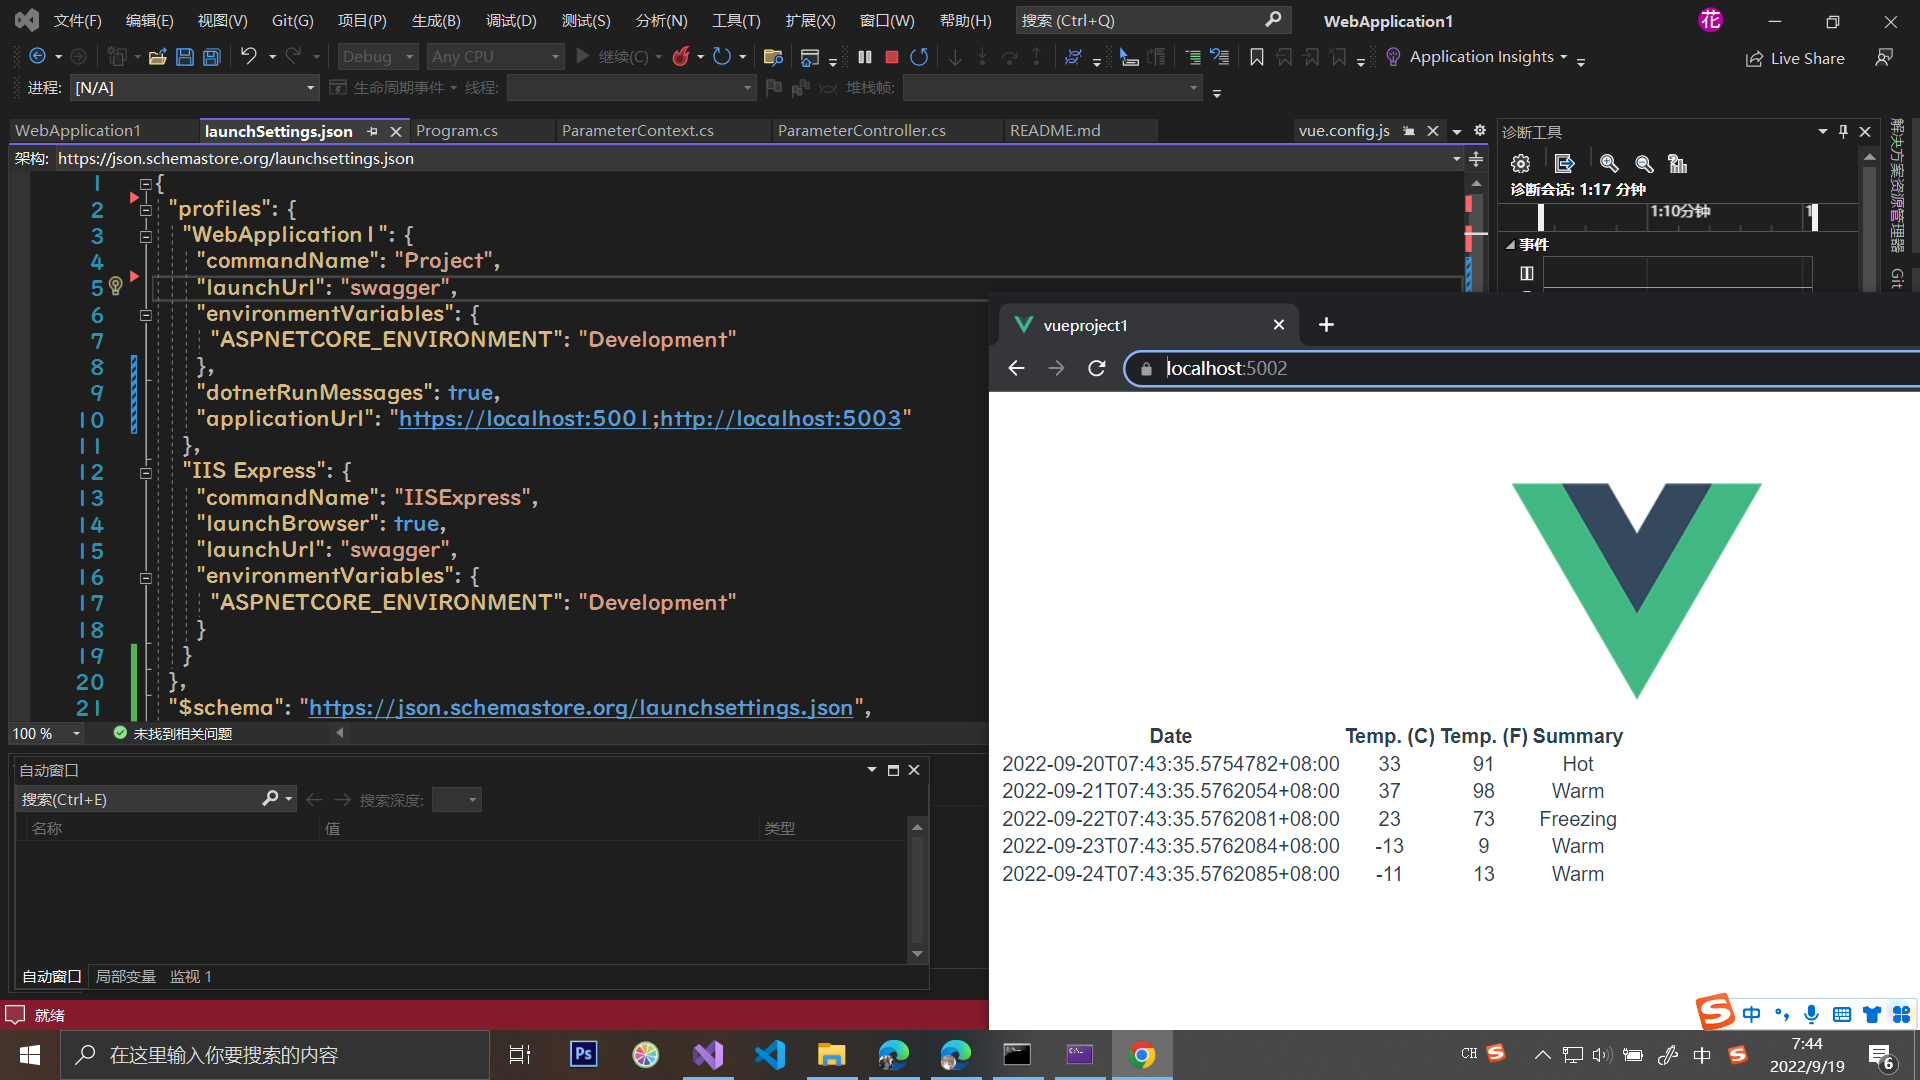 文件(F) 编辑(E) 视图(V) Git(G) 项目(P) 生成(B) 调试(D) 测试(S) 分析(N) 工具(T) 扩展(X) 窗口(W) 帮助(H) 搜索 (Ctrl+Q) WebApplication1 花
Debug Any CPU 继续(C) Application Insights Live Share
进程: [N/A] 生命周期事件 线程: 堆栈帧:
WebApplication1 launchSettings.json Program.cs ParameterContext.cs ParameterController.cs README.md vue.config.js 诊断工具
架构: https://json.schemastore.org/launchsettings.json
诊断会话: 1:17 分钟
1:10分钟 1
事件
解决方案资源管理器
Git
1 {
2 "profiles": {
3 "WebApplication1": {
4 "commandName": "Project",
5 "launchUrl": "swagger",
6 "environmentVariables": {
7 "ASPNETCORE_ENVIRONMENT": "Development"
8 },
9 "dotnetRunMessages": true,
10 "applicationUrl": "https://localhost:5001;http://localhost:5003"
11 },
12 "IIS Express": {
13 "commandName": "IISExpress",
14 "launchBrowser": true,
15 "launchUrl": "swagger",
16 "environmentVariables": {
17 "ASPNETCORE_ENVIRONMENT": "Development"
18 }
19 }
20 },
21 "$schema": "https://json.schemastore.org/launchsettings.json",
100 % 未找到相关问题
自动窗口
搜索(Ctrl+E) 搜索深度:
名称 值 类型
自动窗口 局部变量 监视 1
就绪
vueproject1
localhost:5002
Date Temp. (C) Temp. (F) Summary
2022-09-20T07:43:35.5754782+08:00 33 91 Hot
2022-09-21T07:43:35.5762054+08:00 37 98 Warm
2022-09-22T07:43:35.5762081+08:00 23 73 Freezing
2022-09-23T07:43:35.5762084+08:00 -13 9 Warm
2022-09-24T07:43:35.5762085+08:00 -11 13 Warm
S 中
在这里输入你要搜索的内容 Ps CH S 中 S 7:44
2022/9/19 6